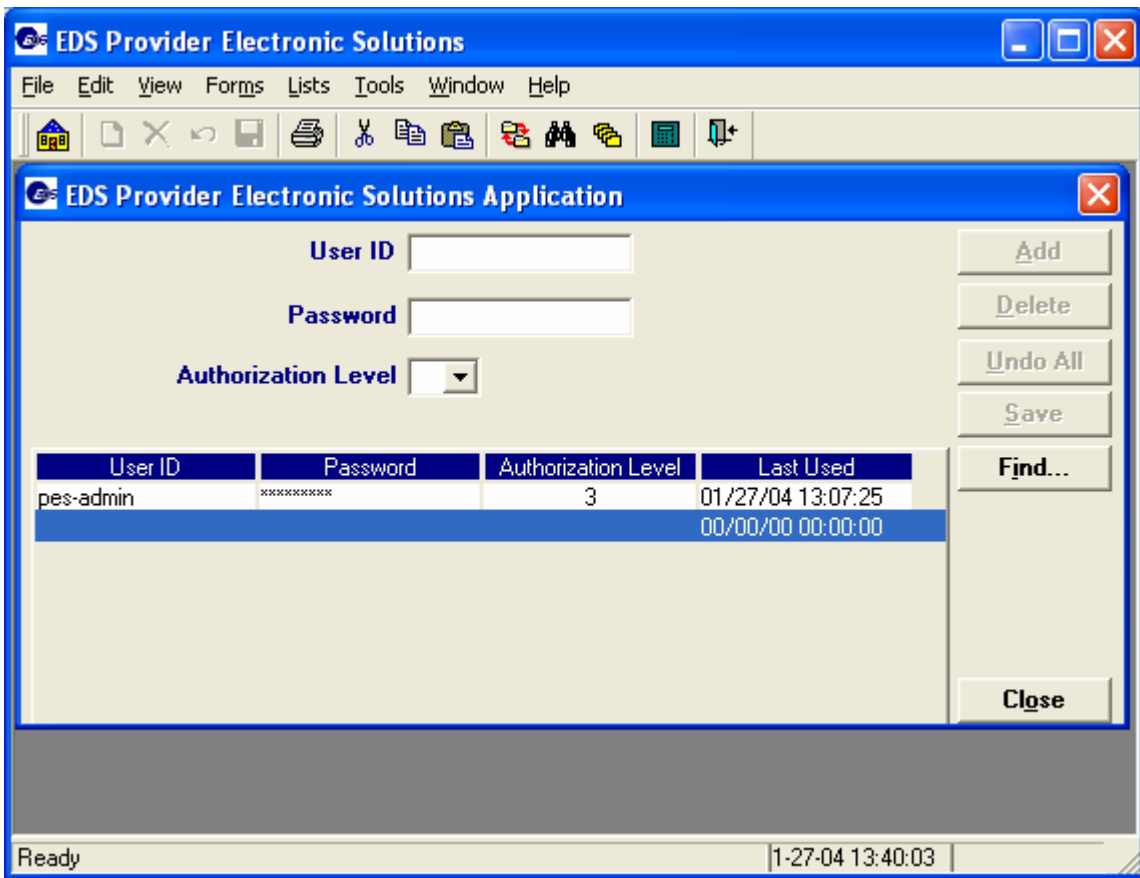 EDS Provider Electronic Solutions
File Edit View Forms Lists Tools Window Help
EDS Provider Electronic Solutions Application
User ID
Add
Password
Delete
Authorization Level
Undo All
Save
User ID Password Authorization Level Last Used
Find...
pes-admin ********* 3 01/27/04 13:07:25
00/00/00 00:00:00
Close
Ready 1-27-04 13:40:03